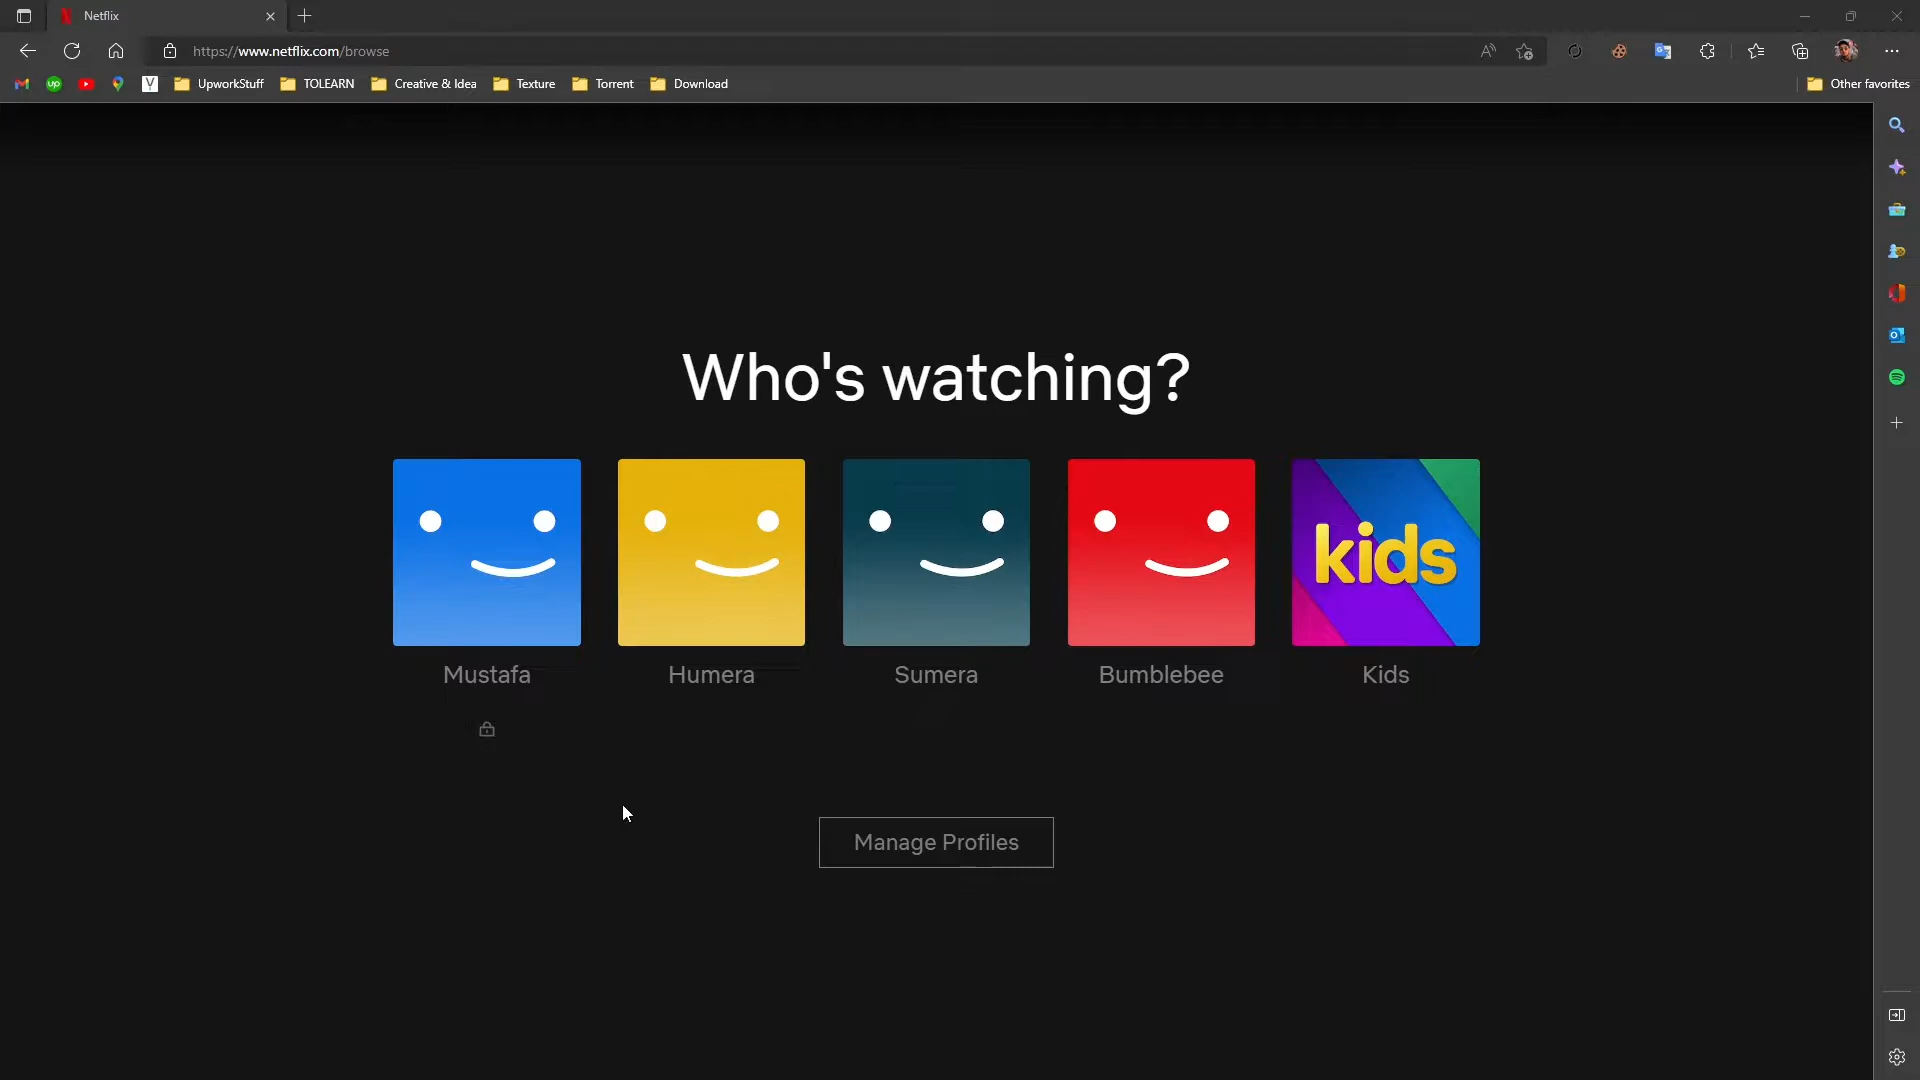 Netflix
https://www.netflix.com/browse
up Y UpworkStuff TOLEARN Creative & Idea Texture Torrent Download Other favorites
Who's watching?
kids
Mustafa Humera Sumera Bumblebee Kids
Manage Profiles